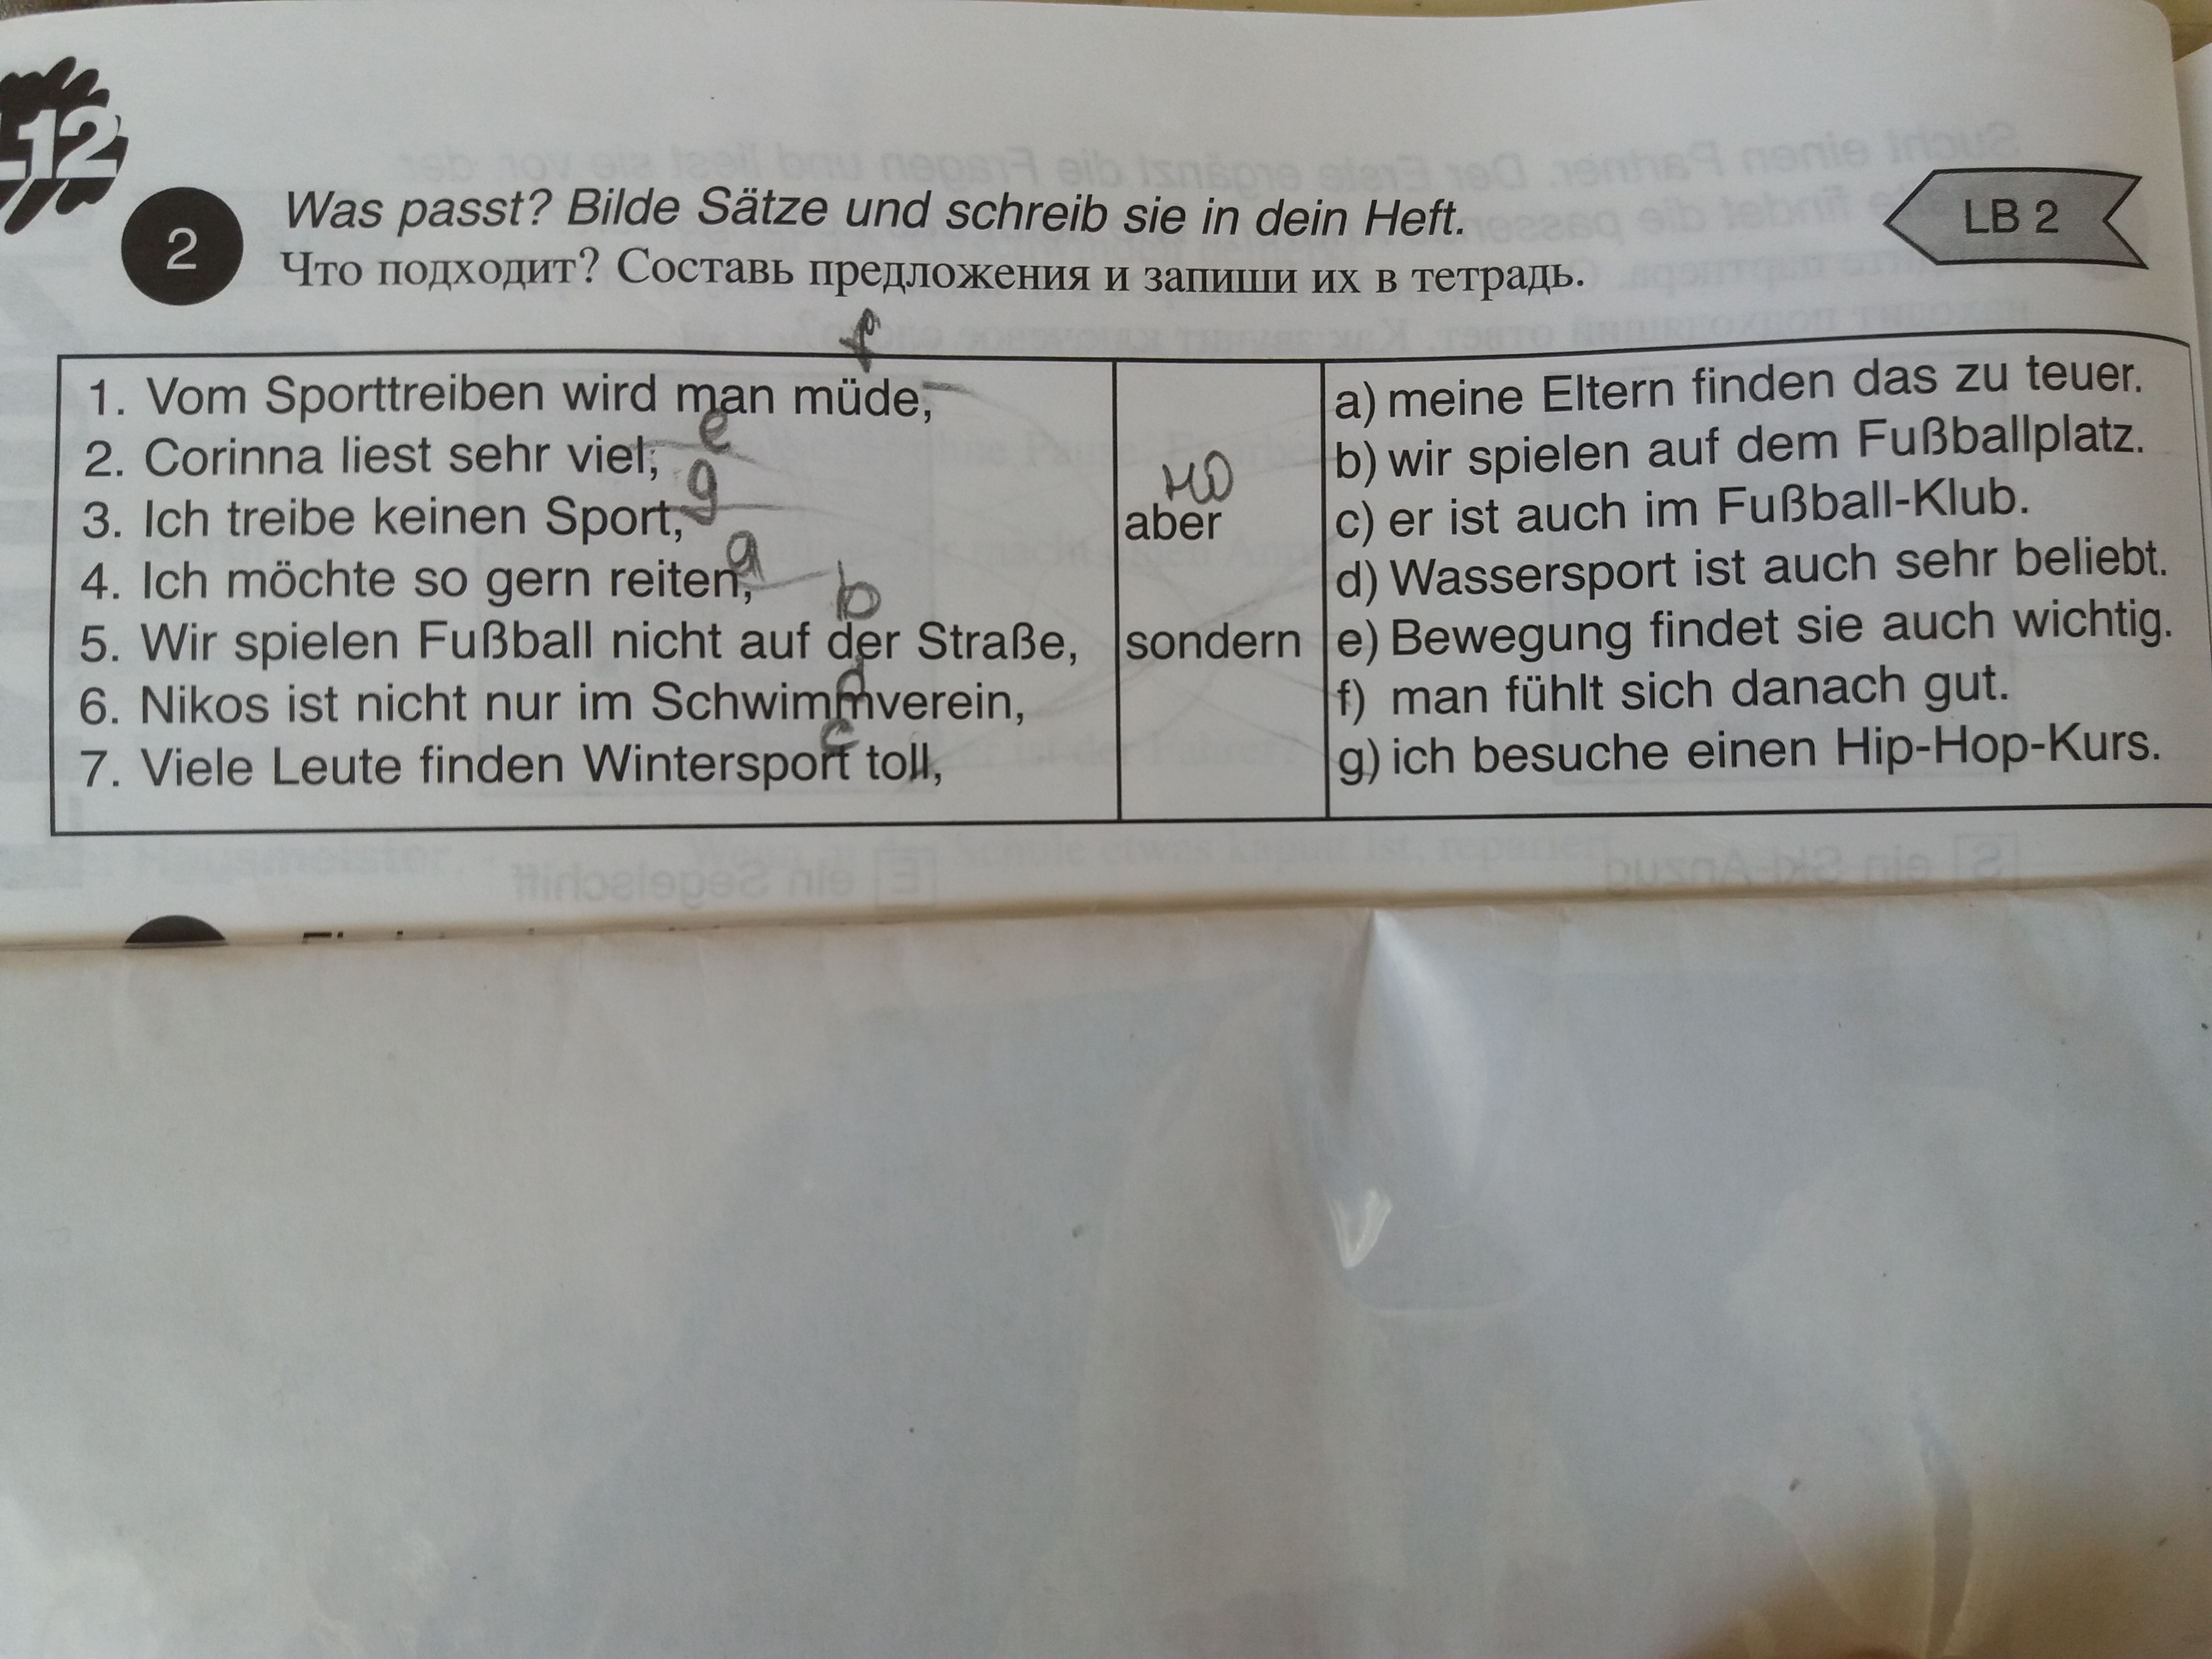 12
2
Was passt? Bilde Sätze und schreib sie in dein Heft.
LB 2
Что подходит? Составь предложения и запиши их в тетрадь.
f
1. Vom Sporttreiben wird man müde,
e
2. Corinna liest sehr viel,
g
3. Ich treibe keinen Sport,
a
4. Ich möchte so gern reiten,
b
5. Wir spielen Fußball nicht auf der Straße,
d
6. Nikos ist nicht nur im Schwimmverein,
c
7. Viele Leute finden Wintersport toll,
но
aber
sondern
a) meine Eltern finden das zu teuer.
b) wir spielen auf dem Fußballplatz.
c) er ist auch im Fußball-Klub.
d) Wassersport ist auch sehr beliebt.
e) Bewegung findet sie auch wichtig.
f) man fühlt sich danach gut.
g) ich besuche einen Hip-Hop-Kurs.